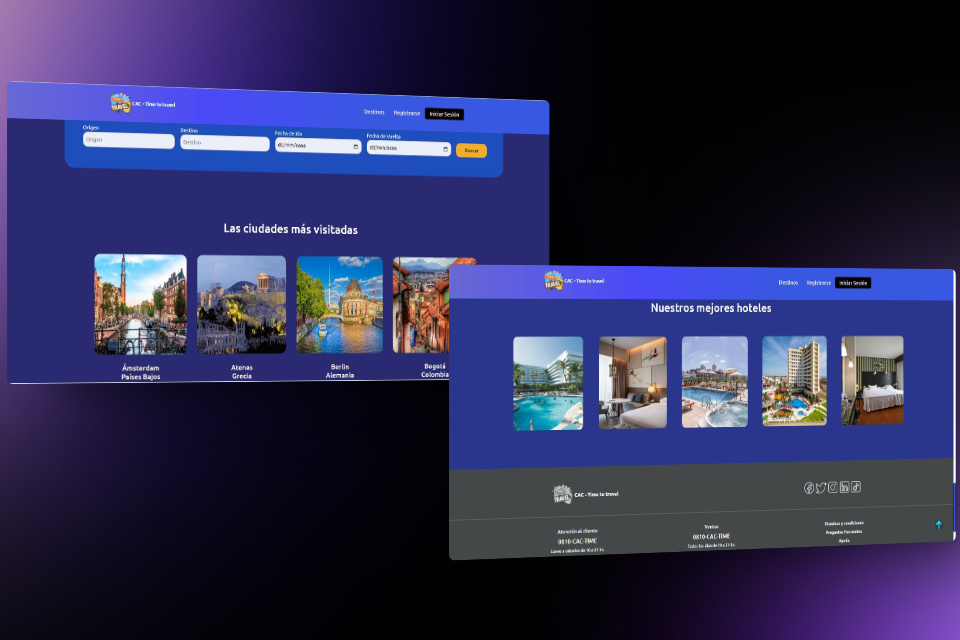 TRAVEL
CAC - Time to travel
Destinos
Registrarse
Iniciar Sesión
Origen
Destino
Fecha de Ida
Fecha de Vuelta
Origen
Destino
dd/mm/aaaa
dd/mm/aaaa
Buscar
Las ciudades más visitadas
Ámsterdam
Países Bajos
Atenas
Grecia
Berlin
Alemania
Bogotá
Colombia
TRAVEL
CAC - Time to travel
Destinos
Registrarse
Iniciar Sesión
Nuestros mejores hoteles
TRAVEL
CAC - Time to travel
Atención al cliente
0810-CAC-TIME
Lunes a sábados de 10 a 21 hs.
Ventas
0810-CAC-TIME
Todos los días de 10 a 21 hs.
Términos y condiciones
Preguntas frecuentes
Ayuda